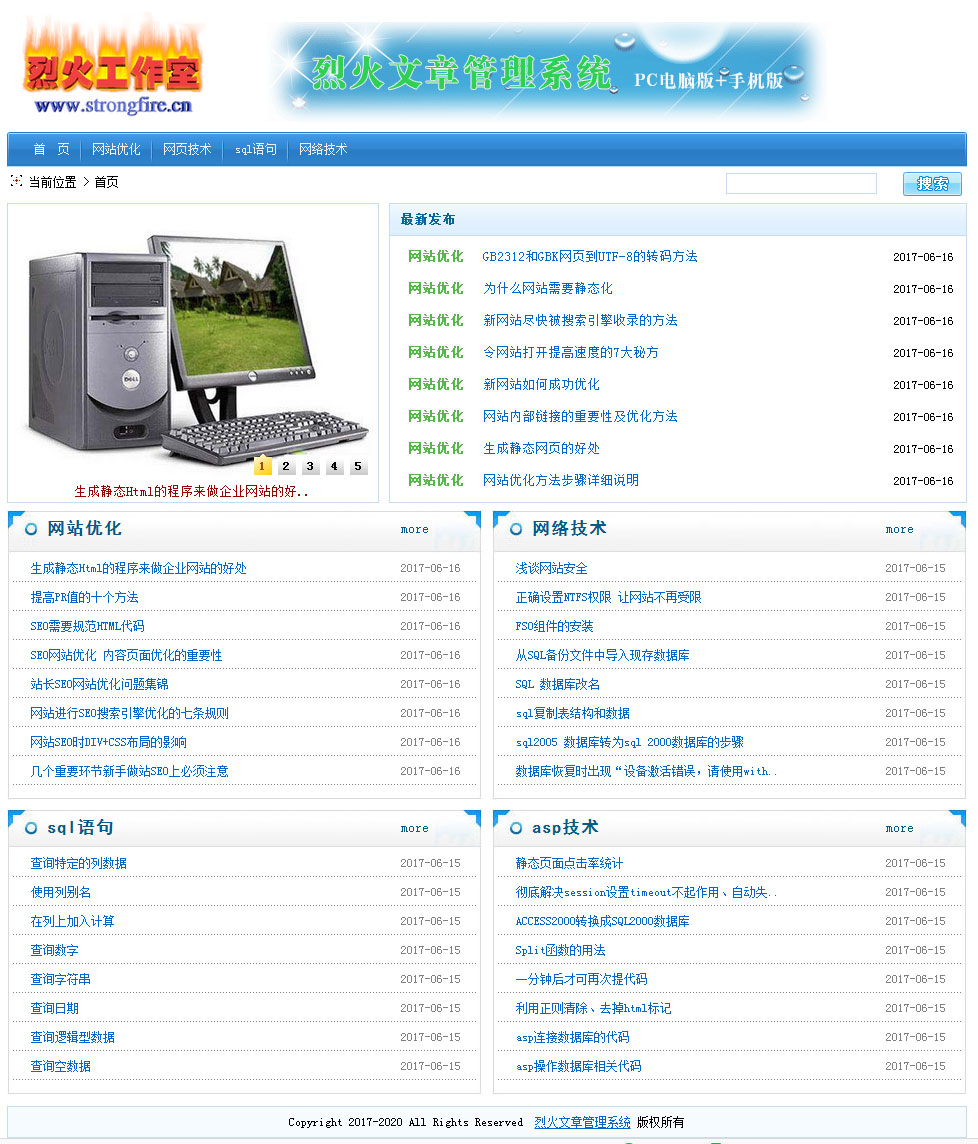 烈火工作室
www.strongfire.cn
烈火文章管理系统 PC电脑版+手机版
首 页 网站优化 网页技术 sql语句 网络技术
当前位置 > 首页 搜索
DELL
1 2 3 4 5
生成静态Html的程序来做企业网站的好..
最新发布
网站优化 GB2312和GBK网页到UTF-8的转码方法 2017-06-16
网站优化 为什么网站需要静态化 2017-06-16
网站优化 新网站尽快被搜索引擎收录的方法 2017-06-16
网站优化 令网站打开提高速度的7大秘方 2017-06-16
网站优化 新网站如何成功优化 2017-06-16
网站优化 网站内部链接的重要性及优化方法 2017-06-16
网站优化 生成静态网页的好处 2017-06-16
网站优化 网站优化方法步骤详细说明 2017-06-16
网站优化 more
生成静态Html的程序来做企业网站的好处 2017-06-16
提高PR值的十个方法 2017-06-16
SEO需要规范HTML代码 2017-06-16
SEO网站优化 内容页面优化的重要性 2017-06-16
站长SEO网站优化问题集锦 2017-06-16
网站进行SEO搜索引擎优化的七条规则 2017-06-16
网站SEO时DIV+CSS布局的影响 2017-06-16
几个重要环节新手做站SEO上必须注意 2017-06-16
网络技术 more
浅谈网站安全 2017-06-15
正确设置NTFS权限 让网站不再受限 2017-06-15
FSO组件的安装 2017-06-15
从SQL备份文件中导入现存数据库 2017-06-15
SQL 数据库改名 2017-06-15
sql复制表结构和数据 2017-06-15
sql2005 数据库转为sql 2000数据库的步骤 2017-06-15
数据库恢复时出现“设备激活错误，请使用with.. 2017-06-15
sql语句 more
查询特定的列数据 2017-06-15
使用列别名 2017-06-15
在列上加入计算 2017-06-15
查询数字 2017-06-15
查询字符串 2017-06-15
查询日期 2017-06-15
查询逻辑型数据 2017-06-15
查询空数据 2017-06-15
asp技术 more
静态页面点击率统计 2017-06-15
彻底解决session设置timeout不起作用、自动失.. 2017-06-15
ACCESS2000转换成SQL2000数据库 2017-06-15
Split函数的用法 2017-06-15
一分钟后才可再次提代码 2017-06-15
利用正则清除、去掉html标记 2017-06-15
asp连接数据库的代码 2017-06-15
asp操作数据库相关代码 2017-06-15
Copyright 2017-2020 All Rights Reserved 烈火文章管理系统 版权所有